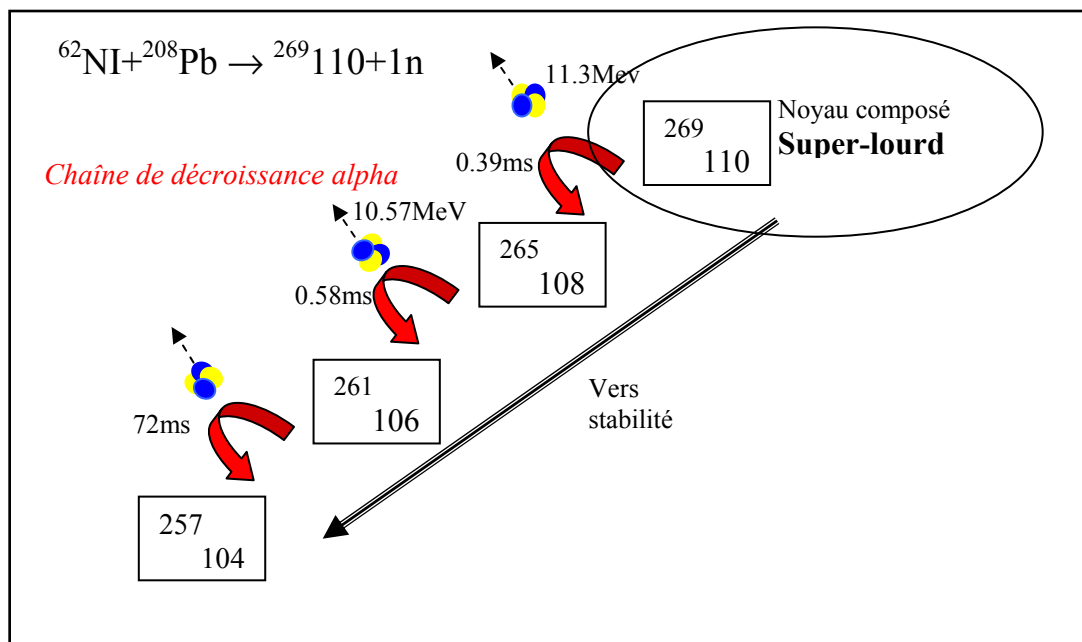 ⁶²NI+²⁰⁸Pb → ²⁶⁹110+1n
11.3Mev
Noyau composé
Super-lourd
269
110
0.39ms
Chaîne de décroissance alpha
10.57MeV
265
108
0.58ms
Vers
stabilité
261
106
72ms
257
104